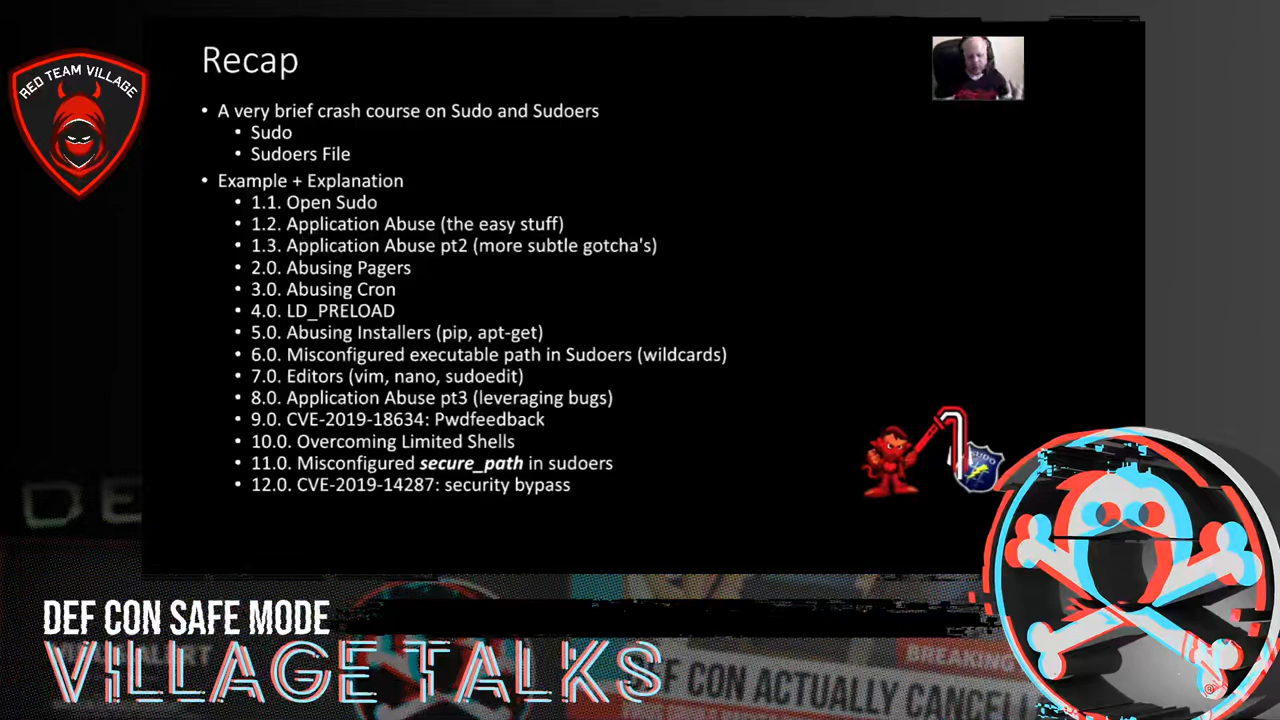 RED TEAM VILLAGE
Recap
• A very brief crash course on Sudo and Sudoers
• Sudo
• Sudoers File
• Example + Explanation
• 1.1. Open Sudo
• 1.2. Application Abuse (the easy stuff)
• 1.3. Application Abuse pt2 (more subtle gotcha's)
• 2.0. Abusing Pagers
• 3.0. Abusing Cron
• 4.0. LD_PRELOAD
• 5.0. Abusing Installers (pip, apt-get)
• 6.0. Misconfigured executable path in Sudoers (wildcards)
• 7.0. Editors (vim, nano, sudoedit)
• 8.0. Application Abuse pt3 (leveraging bugs)
• 9.0. CVE-2019-18634: Pwdfeedback
• 10.0. Overcoming Limited Shells
• 11.0. Misconfigured secure_path in sudoers
• 12.0. CVE-2019-14287: security bypass
DE
DEF CON SAFE MODE
VILLAGE TALKS
BREAKING
DEF CON ACTUALLY CANCELL